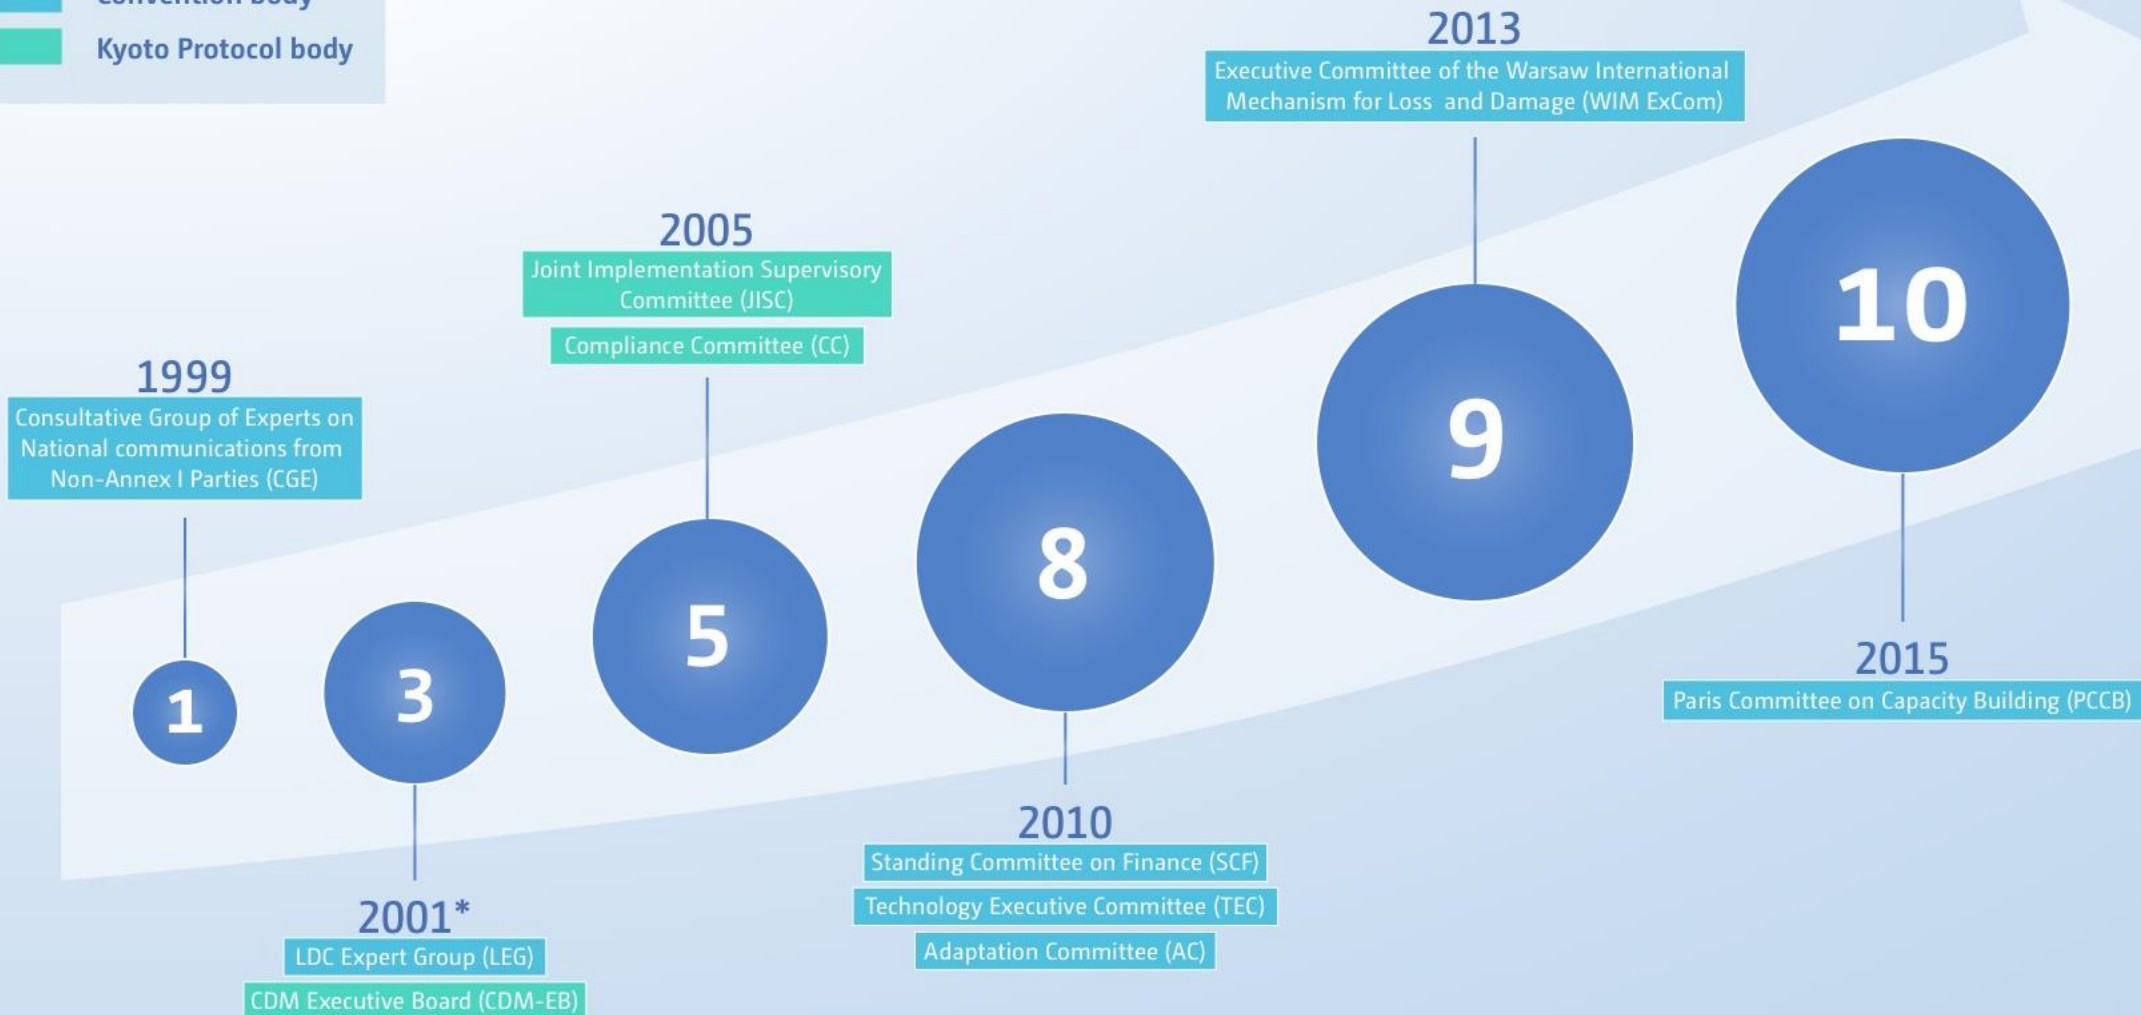 Convention body
Kyoto Protocol body
2013
Executive Committee of the Warsaw International
Mechanism for Loss and Damage (WIM ExCom)
10
2005
Joint Implementation Supervisory
Committee (JISC)
Compliance Committee (CC)
1999
Consultative Group of Experts on
National communications from
Non-Annex I Parties (CGE)
9
8
5
3
1
2015
Paris Committee on Capacity Building (PCCB)
2010
Standing Committee on Finance (SCF)
Technology Executive Committee (TEC)
Adaptation Committee (AC)
2001*
LDC Expert Group (LEG)
CDM Executive Board (CDM-EB)